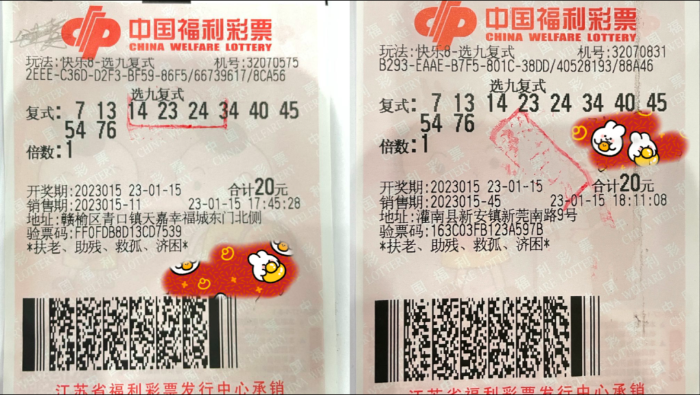 中国福利彩票
CHINA WELFARE LOTTERY
玩法:快乐8-选九复式 机号:32070575
2EEE-C36D-D2F3-BF59-86F5/66739617/8CA56
选九复式
复式: 7 13 14 23 24 34 40 45
54 76
倍数:1
开奖期:2023015 23-01-15 合计20元
销售期:2023015-11 23-01-15 17:45:28
地址:赣榆区青口镇天嘉幸福城东门北侧
验票码:FF0FDB8D13CD7539
*扶老、助残、救孤、济困*
江苏省福利彩票发行中心承销
中国福利彩票
CHINA WELFARE LOTTERY
玩法:快乐8-选九复式 机号:32070831
B293-EAAE-B7F5-801C-38DD/40528193/88A46
选九复式
复式: 7 13 14 23 24 34 40 45
54 76
倍数:1
开奖期:2023015 23-01-15 合计20元
销售期:2023015-45 23-01-15 18:11:08
地址:灌南县新安镇新莞南路9号
验票码:163C03FB123A597B
*扶老、助残、救孤、济困*
江苏省福利彩票发行中心承销